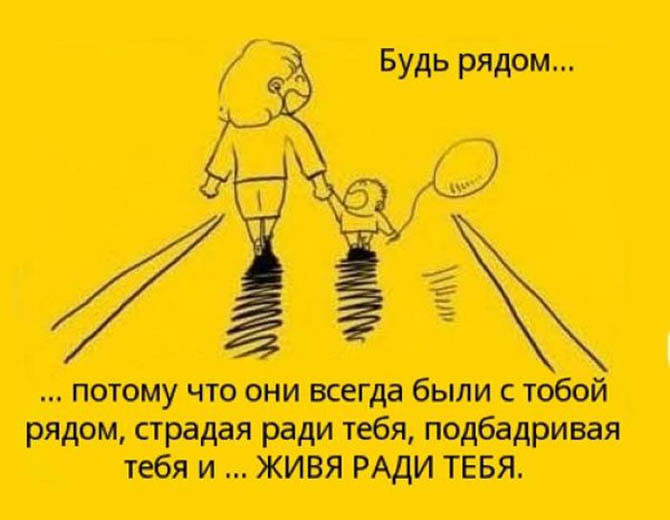 Будь рядом...
... потому что они всегда были с тобой
рядом, страдая ради тебя, подбадривая
тебя и ... ЖИВЯ РАДИ ТЕБЯ.